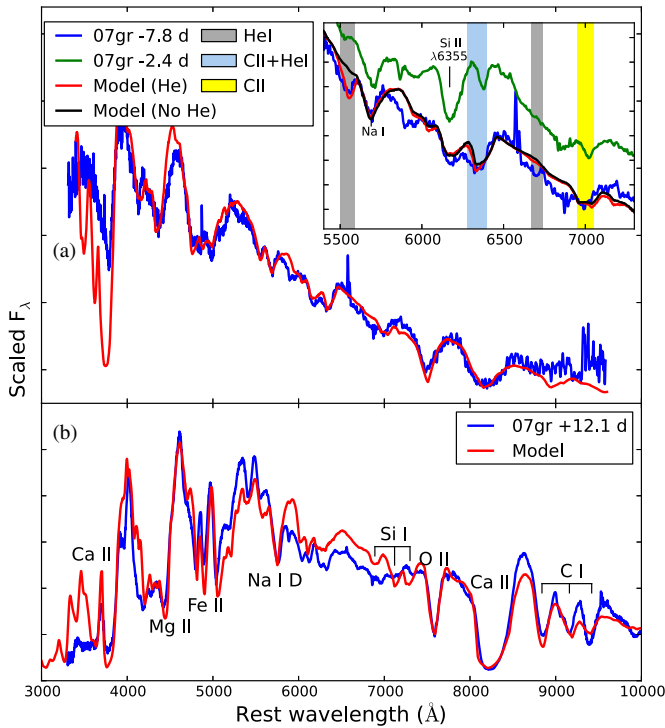 07gr -7.8 d
07gr -2.4 d
Model (He)
Model (No He)
HeI
CII+HeI
CII
Si II
λ6355
Na I
5500 6000 6500 7000
(a)
Scaled Fλ
(b)
07gr +12.1 d
Model
Ca II
Mg II
Fe II
Na I D
Si I
O II
Ca II
C I
3000 4000 5000 6000 7000 8000 9000 10000
Rest wavelength (Å)